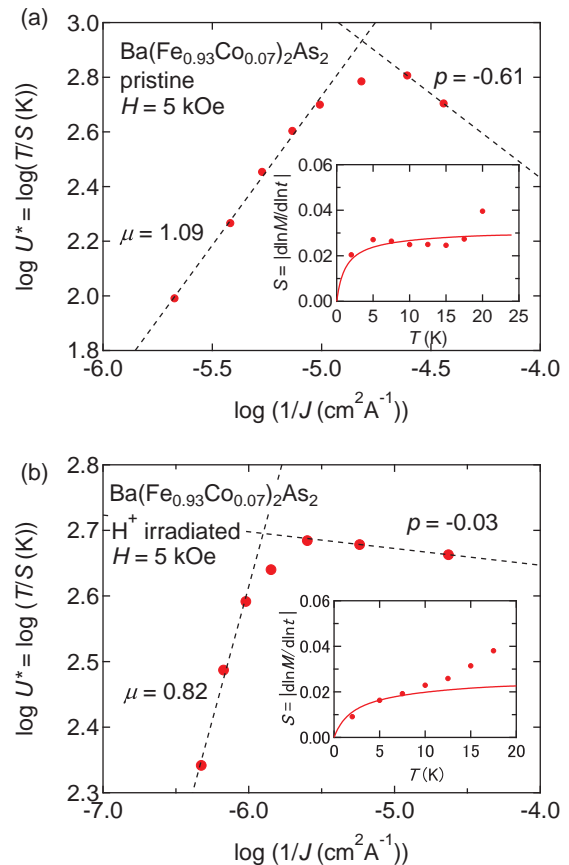 (a)
3.0
2.8
2.6
2.4
2.2
2.0
1.8
log U* = log(T/S (K))
Ba(Fe0.93Co0.07)2As2
pristine
H = 5 kOe
p = -0.61
μ = 1.09
0.06
0.04
0.02
0.00
S = |dlnM/dlnt|
0 5 10 15 20 25
T (K)
-6.0 -5.5 -5.0 -4.5 -4.0
log (1/J (cm²A⁻¹))
(b)
2.8
2.7
2.6
2.5
2.4
2.3
log U* = log (T/S (K))
Ba(Fe0.93Co0.07)2As2
H⁺ irradiated
H = 5 kOe
p = -0.03
μ = 0.82
0.06
0.04
0.02
0.00
S = |dlnM/dlnt|
0 5 10 15 20
T (K)
-7.0 -6.0 -5.0 -4.0
log (1/J (cm²A⁻¹))